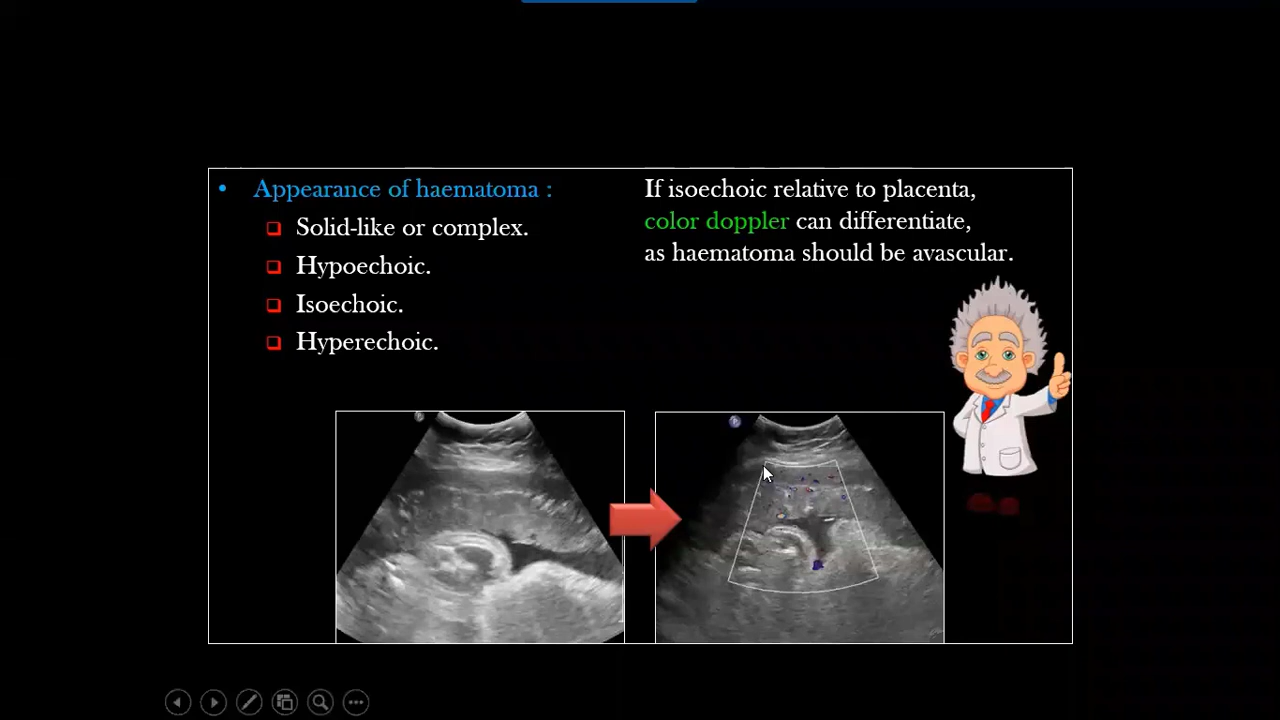 • Appearance of haematoma :
❑ Solid-like or complex.
❑ Hypoechoic.
❑ Isoechoic.
❑ Hyperechoic.
If isoechoic relative to placenta,
color doppler can differentiate,
as haematoma should be avascular.
P